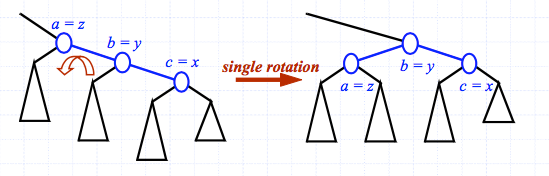 a = z
b = y
c = x
single rotation
b = y
a = z
c = x